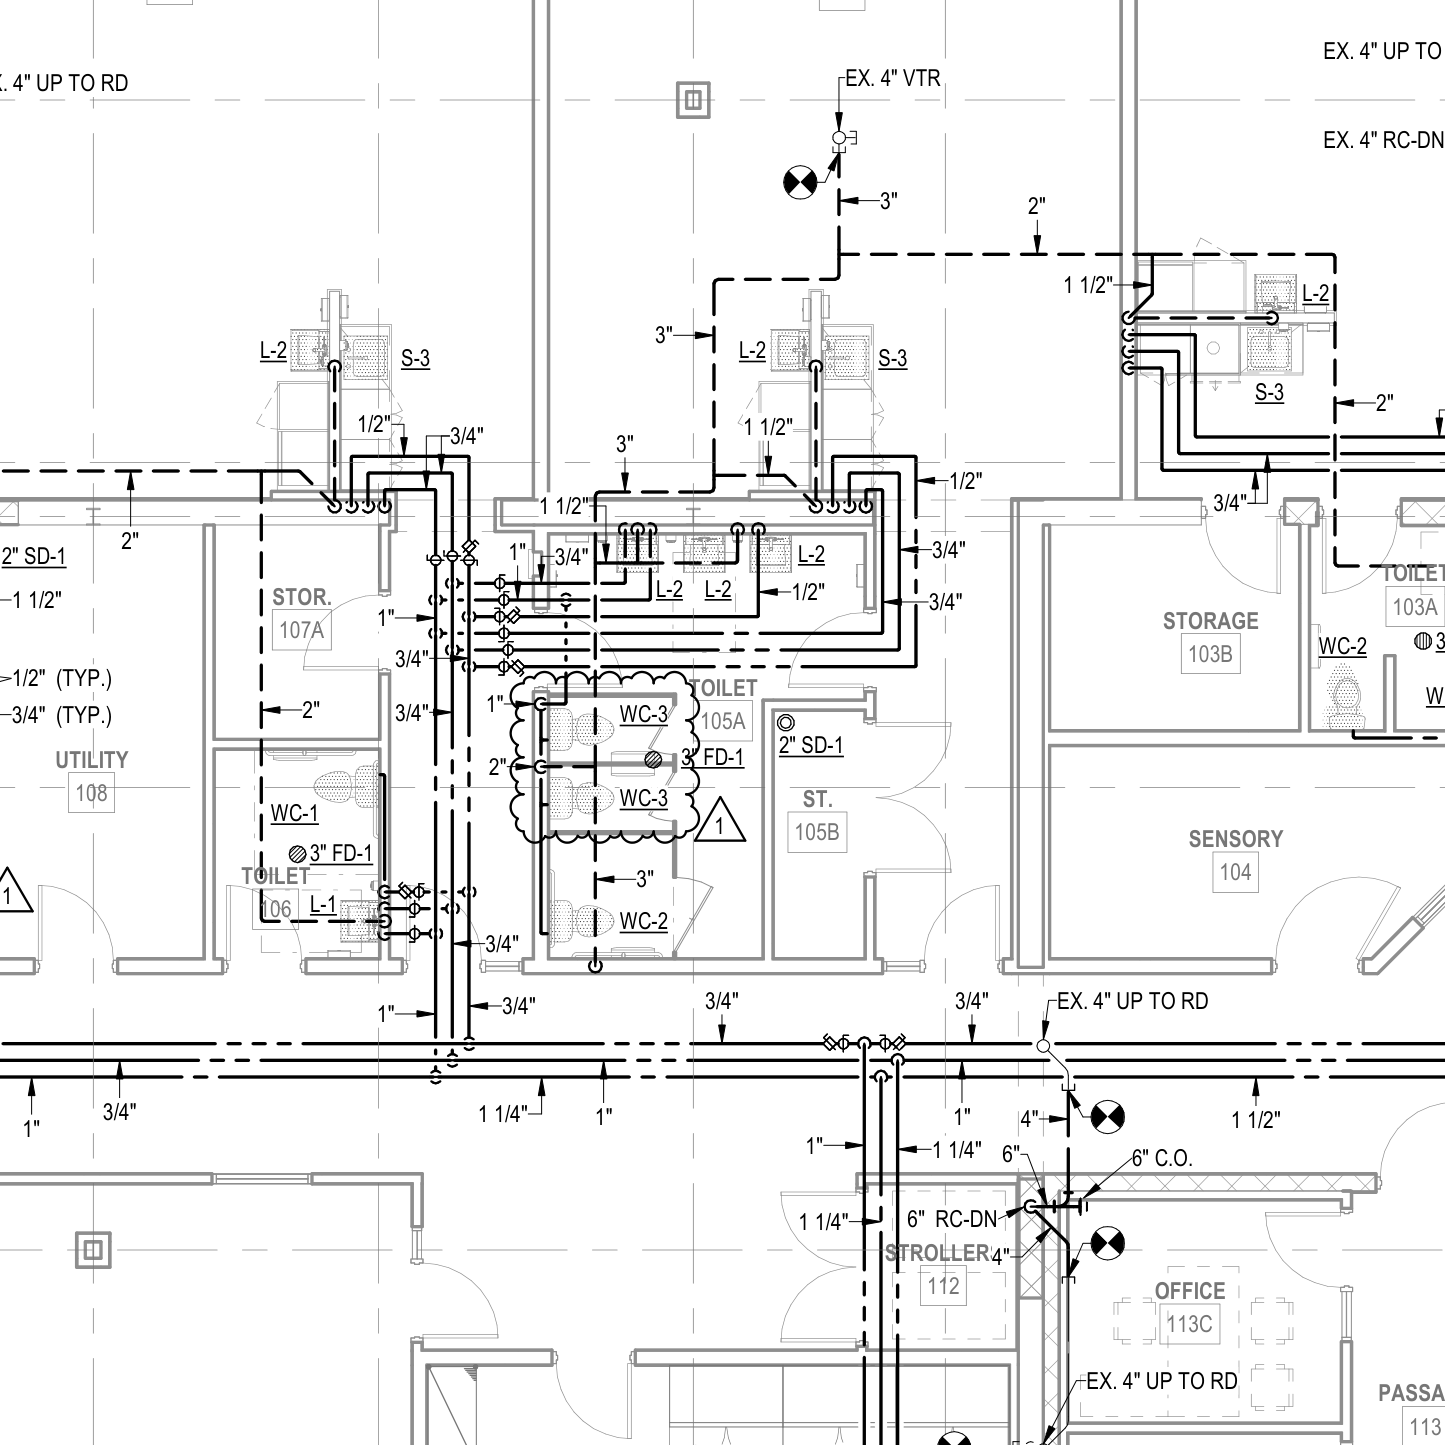 EX. 4" UP TO
EX. 4" VTR
. 4" UP TO RD
EX. 4" RC-DN
3"
2"
1 1/2"
L-2
3"
L-2
S-3
L-2
S-3
S-3
2"
1/2"
3/4"
3"
1 1/2"
1/2"
3/4"
1 1/2"
2"
2" SD-1
1"
3/4"
L-2
3/4"
TOILET
103A
L-2
L-2
1/2"
3/4"
1 1/2"
STOR.
107A
1"
STORAGE
103B
WC-2
3
3/4"
1/2" (TYP.)
3/4" (TYP.)
2"
3/4"
1"
WC-3
TOILET
105A
W
UTILITY
108
2"
3" FD-1
2" SD-1
WC-1
WC-3
1
ST.
105B
3" FD-1
TOILET
106
L-1
1
SENSORY
104
3"
WC-2
3/4"
1"
3/4"
3/4"
3/4"
EX. 4" UP TO RD
1"
3/4"
1 1/4"
1"
1"
4"
1 1/2"
1"
1 1/4"
6"
6" C.O.
1 1/4"
6" RC-DN
STROLLER
4"
112
OFFICE
113C
EX. 4" UP TO RD
PASSA
113